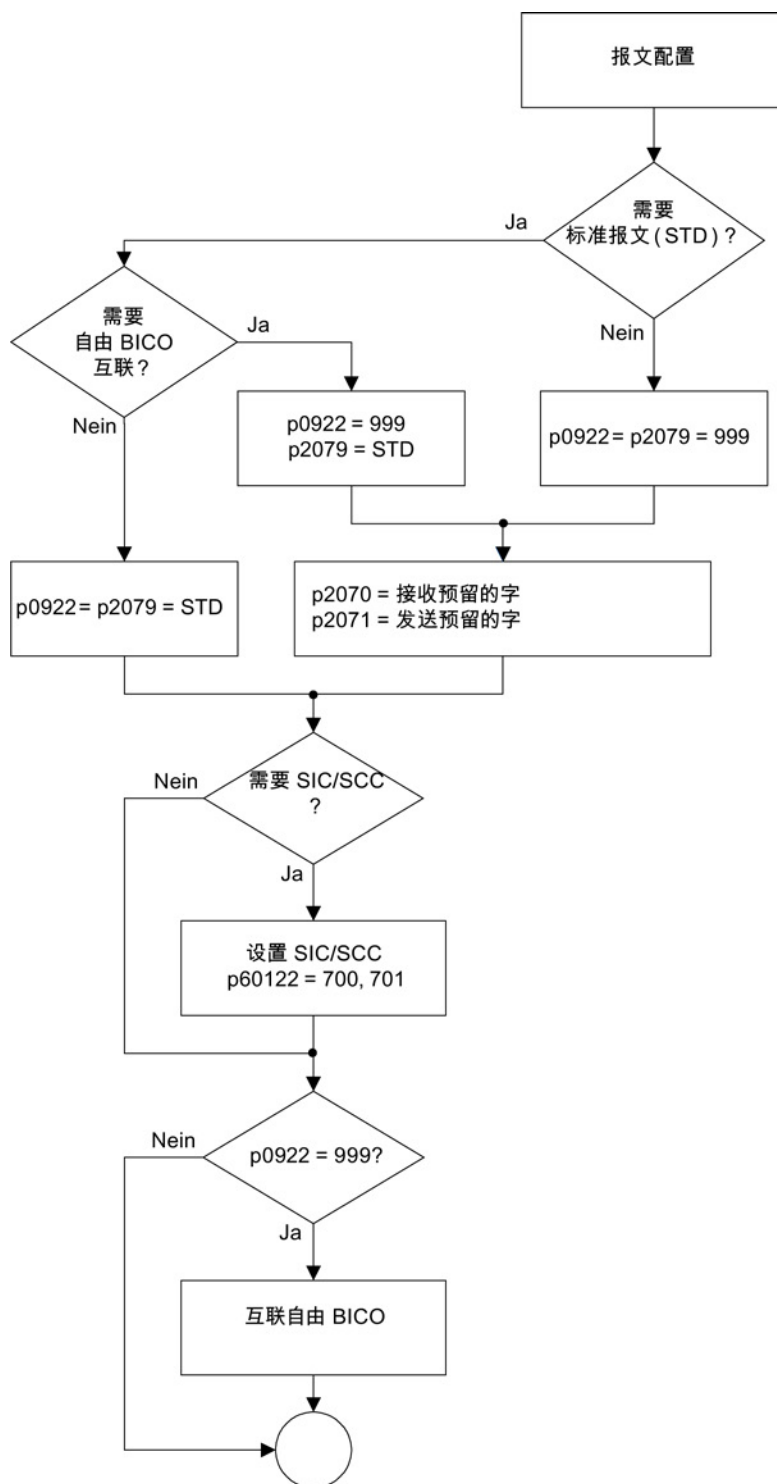 报文配置
需要
标准报文(STD)?
Ja
Nein
需要
自由 BICO
互联?
Ja
Nein
p0922 = 999
p2079 = STD
p0922= p2079 = 999
p0922= p2079 = STD
p2070 = 接收预留的字
p2071 = 发送预留的字
需要 SIC/SCC
?
Nein
Ja
设置 SIC/SCC
p60122 = 700, 701
p0922 = 999?
Nein
Ja
互联自由 BICO